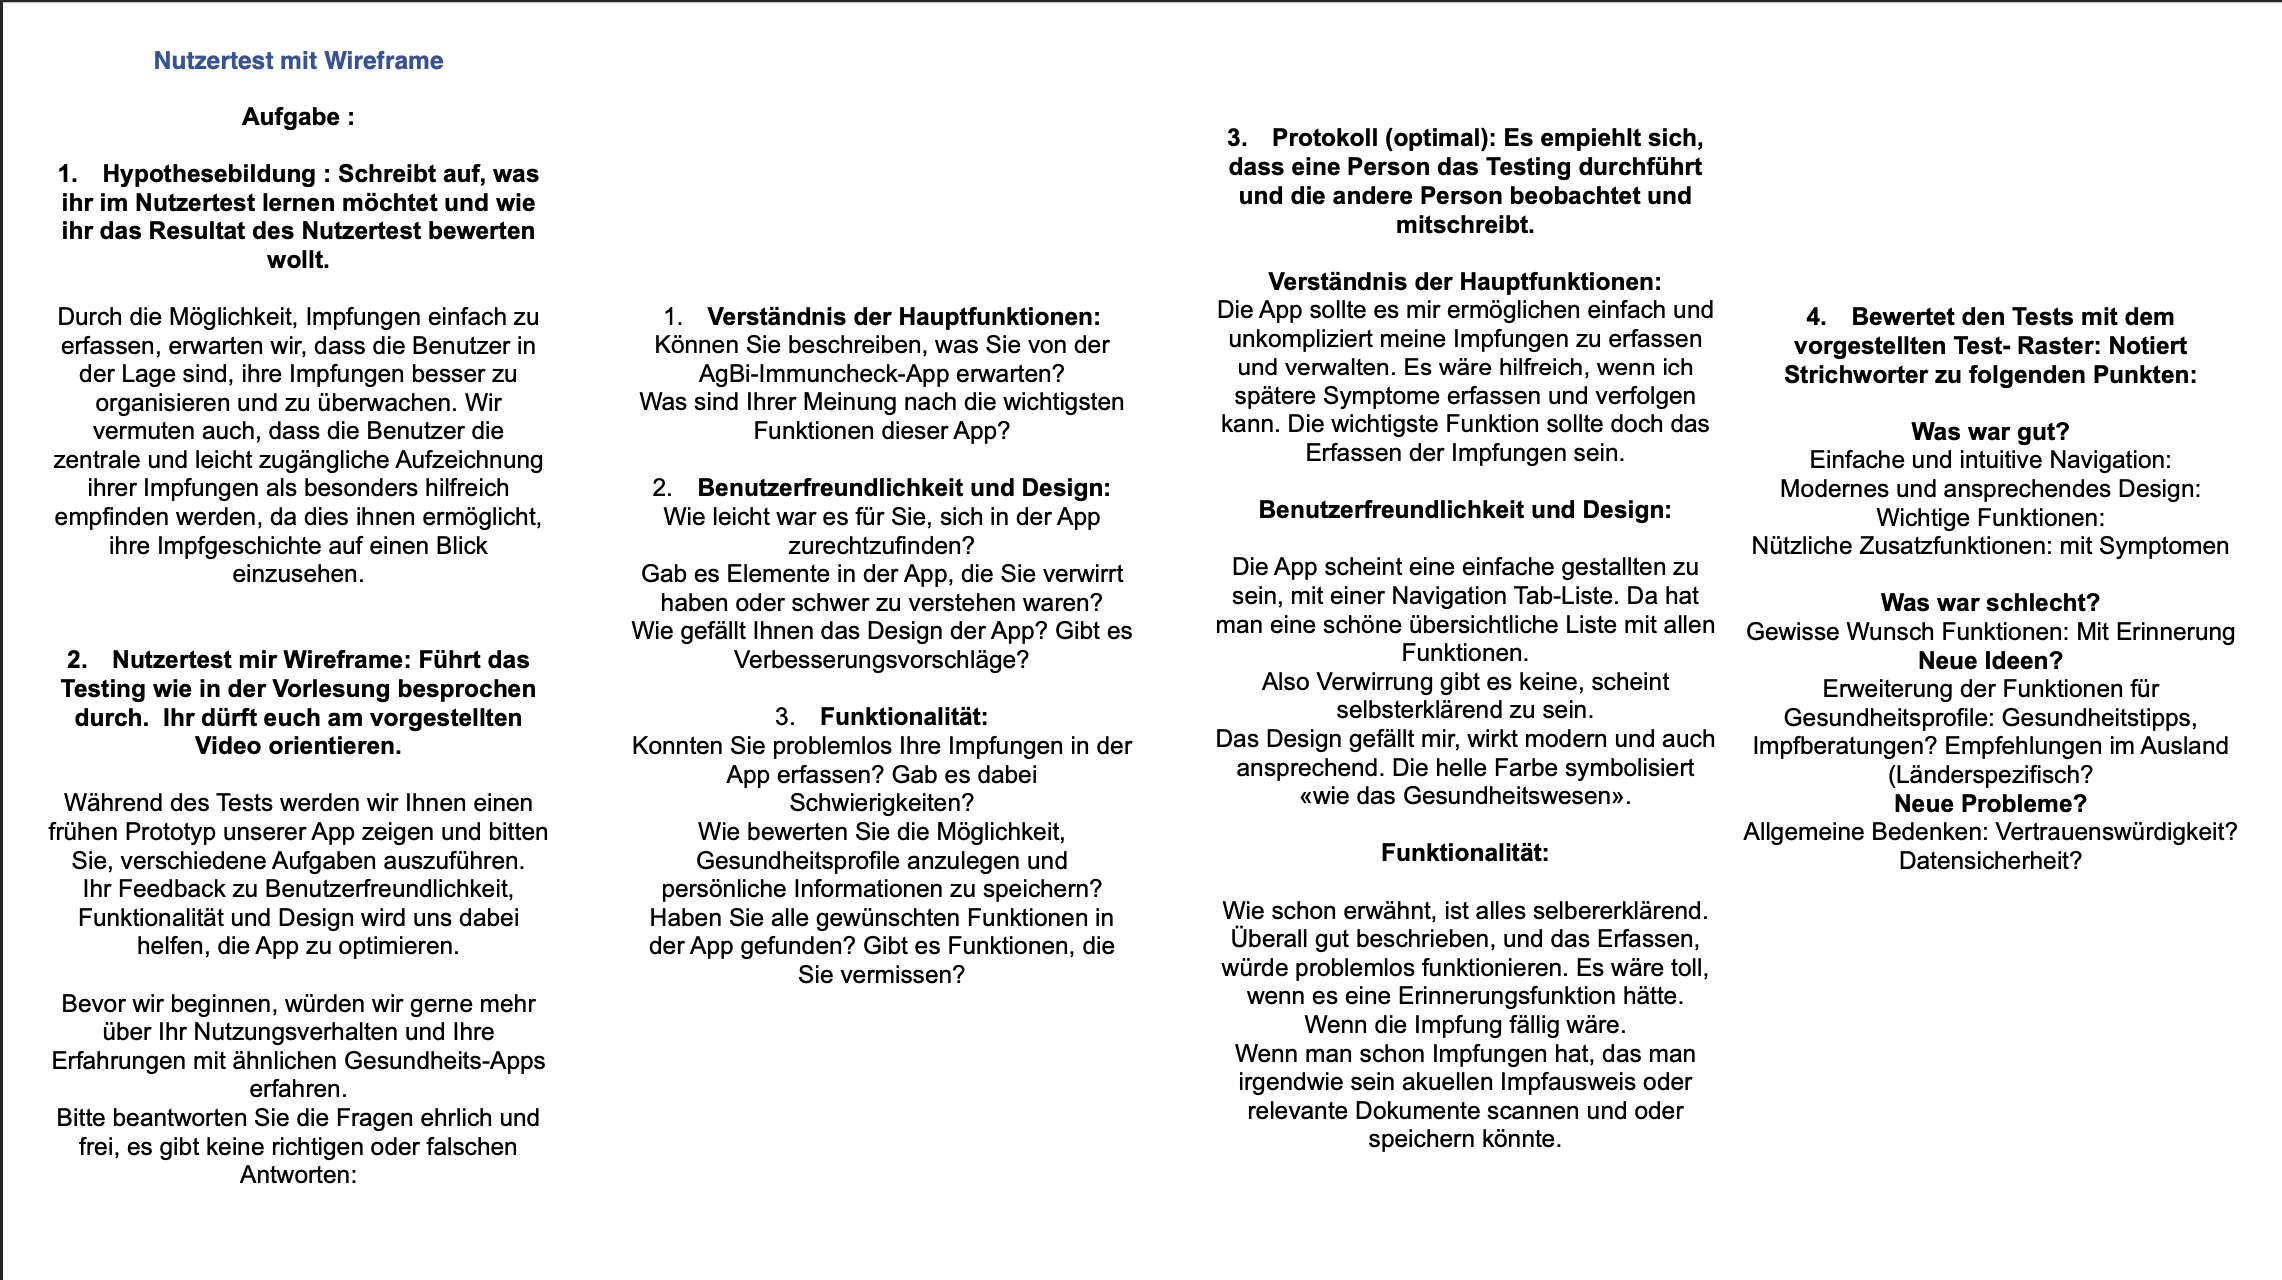 Nutzertest mit Wireframe
Aufgabe :
1. Hypothesebildung : Schreibt auf, was
ihr im Nutzertest lernen möchtet und wie
ihr das Resultat des Nutzertest bewerten
wollt.
Durch die Möglichkeit, Impfungen einfach zu
erfassen, erwarten wir, dass die Benutzer in
der Lage sind, ihre Impfungen besser zu
organisieren und zu überwachen. Wir
vermuten auch, dass die Benutzer die
zentrale und leicht zugängliche Aufzeichnung
ihrer Impfungen als besonders hilfreich
empfinden werden, da dies ihnen ermöglicht,
ihre Impfgeschichte auf einen Blick
einzusehen.
2. Nutzertest mir Wireframe: Führt das
Testing wie in der Vorlesung besprochen
durch. Ihr dürft euch am vorgestellten
Video orientieren.
Während des Tests werden wir Ihnen einen
frühen Prototyp unserer App zeigen und bitten
Sie, verschiedene Aufgaben auszuführen.
Ihr Feedback zu Benutzerfreundlichkeit,
Funktionalität und Design wird uns dabei
helfen, die App zu optimieren.
Bevor wir beginnen, würden wir gerne mehr
über Ihr Nutzungsverhalten und Ihre
Erfahrungen mit ähnlichen Gesundheits-Apps
erfahren.
Bitte beantworten Sie die Fragen ehrlich und
frei, es gibt keine richtigen oder falschen
Antworten:
1. Verständnis der Hauptfunktionen:
Können Sie beschreiben, was Sie von der
AgBi-Immuncheck-App erwarten?
Was sind Ihrer Meinung nach die wichtigsten
Funktionen dieser App?
2. Benutzerfreundlichkeit und Design:
Wie leicht war es für Sie, sich in der App
zurechtzufinden?
Gab es Elemente in der App, die Sie verwirrt
haben oder schwer zu verstehen waren?
Wie gefällt Ihnen das Design der App? Gibt es
Verbesserungsvorschläge?
3. Funktionalität:
Konnten Sie problemlos Ihre Impfungen in der
App erfassen? Gab es dabei
Schwierigkeiten?
Wie bewerten Sie die Möglichkeit,
Gesundheitsprofile anzulegen und
persönliche Informationen zu speichern?
Haben Sie alle gewünschten Funktionen in
der App gefunden? Gibt es Funktionen, die
Sie vermissen?
3. Protokoll (optimal): Es empiehlt sich,
dass eine Person das Testing durchführt
und die andere Person beobachtet und
mitschreibt.
Verständnis der Hauptfunktionen:
Die App sollte es mir ermöglichen einfach und
unkompliziert meine Impfungen zu erfassen
und verwalten. Es wäre hilfreich, wenn ich
spätere Symptome erfassen und verfolgen
kann. Die wichtigste Funktion sollte doch das
Erfassen der Impfungen sein.
Benutzerfreundlichkeit und Design:
Die App scheint eine einfache gestallten zu
sein, mit einer Navigation Tab-Liste. Da hat
man eine schöne übersichtliche Liste mit allen
Funktionen.
Also Verwirrung gibt es keine, scheint
selbsterklärend zu sein.
Das Design gefällt mir, wirkt modern und auch
ansprechend. Die helle Farbe symbolisiert
«wie das Gesundheitswesen».
Funktionalität:
Wie schon erwähnt, ist alles selbererklärend.
Überall gut beschrieben, und das Erfassen,
würde problemlos funktionieren. Es wäre toll,
wenn es eine Erinnerungsfunktion hätte.
Wenn die Impfung fällig wäre.
Wenn man schon Impfungen hat, das man
irgendwie sein akuellen Impfausweis oder
relevante Dokumente scannen und oder
speichern könnte.
4. Bewertet den Tests mit dem
vorgestellten Test- Raster: Notiert
Strichworter zu folgenden Punkten:
Was war gut?
Einfache und intuitive Navigation:
Modernes und ansprechendes Design:
Wichtige Funktionen:
Nützliche Zusatzfunktionen: mit Symptomen
Was war schlecht?
Gewisse Wunsch Funktionen: Mit Erinnerung
Neue Ideen?
Erweiterung der Funktionen für
Gesundheitsprofile: Gesundheitstipps,
Impfberatungen? Empfehlungen im Ausland
(Länderspezifisch?
Neue Probleme?
Allgemeine Bedenken: Vertrauenswürdigkeit?
Datensicherheit?